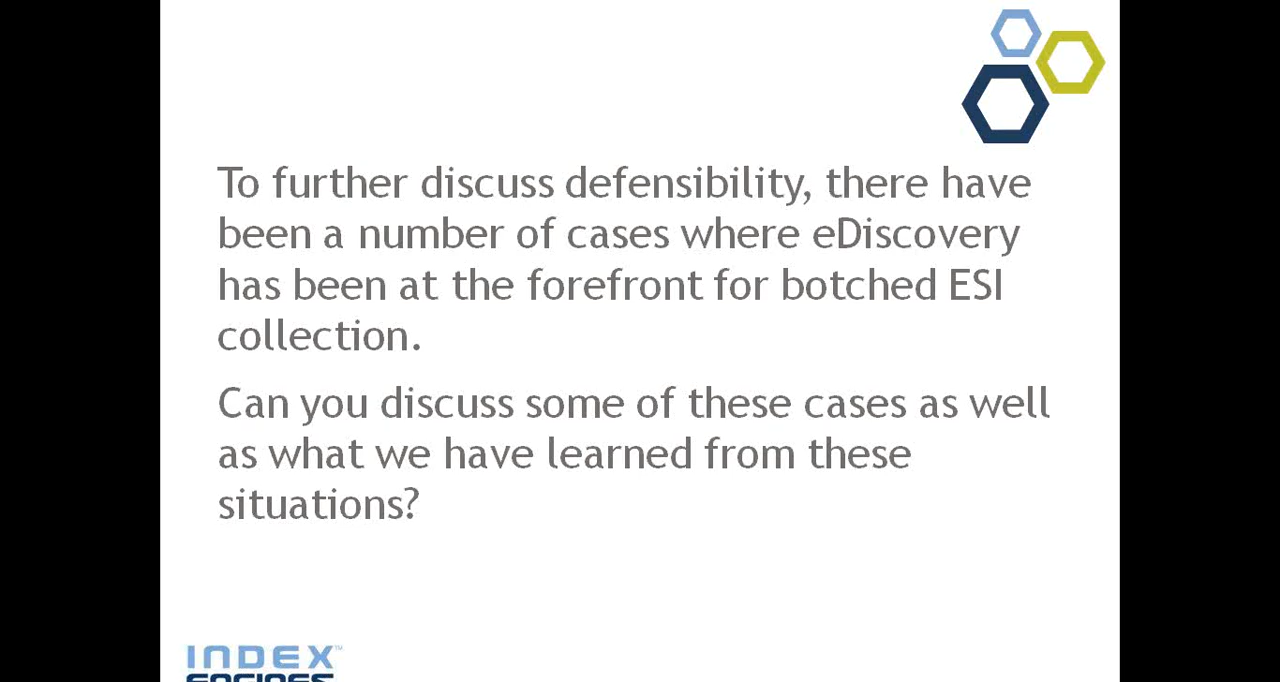 To further discuss defensibility, there have
been a number of cases where eDiscovery
has been at the forefront for botched ESI
collection.
Can you discuss some of these cases as well
as what we have learned from these
situations?
INDEX™
ENGINES